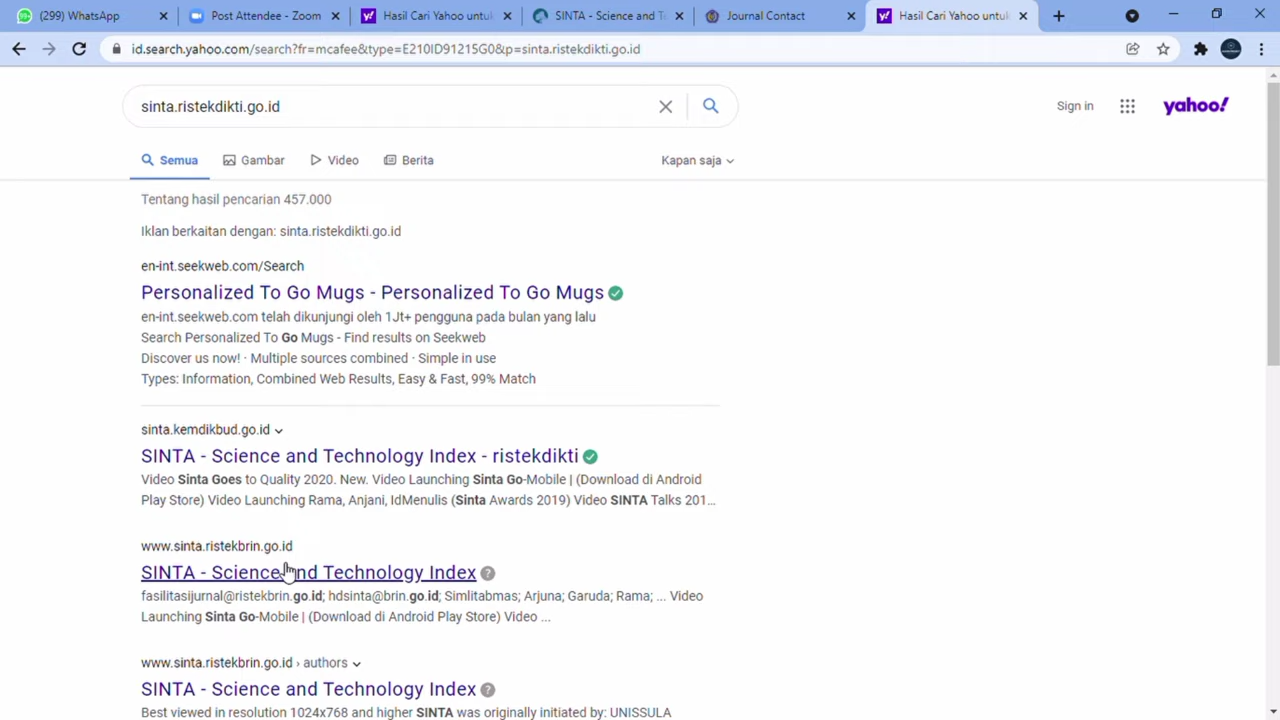 (299) WhatsApp
Post Attendee - Zoom
Hasil Cari Yahoo untuk
SINTA - Science and Te
Journal Contact
Hasil Cari Yahoo untuk
id.search.yahoo.com/search?fr=mcafee&type=E210ID91215G0&p=sinta.ristekdikti.go.id
sinta.ristekdikti.go.id
Sign in
yahoo!
Semua
Gambar
Video
Berita
Kapan saja
Tentang hasil pencarian 457.000
Iklan berkaitan dengan: sinta.ristekdikti.go.id
en-int.seekweb.com/Search
Personalized To Go Mugs - Personalized To Go Mugs
en-int.seekweb.com telah dikunjungi oleh 1Jt+ pengguna pada bulan yang lalu
Search Personalized To Go Mugs - Find results on Seekweb
Discover us now! · Multiple sources combined · Simple in use
Types: Information, Combined Web Results, Easy & Fast, 99% Match
sinta.kemdikbud.go.id
SINTA - Science and Technology Index - ristekdikti
Video Sinta Goes to Quality 2020. New. Video Launching Sinta Go-Mobile | (Download di Android
Play Store) Video Launching Rama, Anjani, IdMenulis (Sinta Awards 2019) Video SINTA Talks 201...
www.sinta.ristekbrin.go.id
SINTA - Science and Technology Index
fasilitasijurnal@ristekbrin.go.id; hdsinta@brin.go.id; Simlitabmas; Arjuna; Garuda; Rama; ... Video
Launching Sinta Go-Mobile | (Download di Android Play Store) Video ...
www.sinta.ristekbrin.go.id › authors
SINTA - Science and Technology Index
Best viewed in resolution 1024x768 and higher SINTA was originally initiated by: UNISSULA